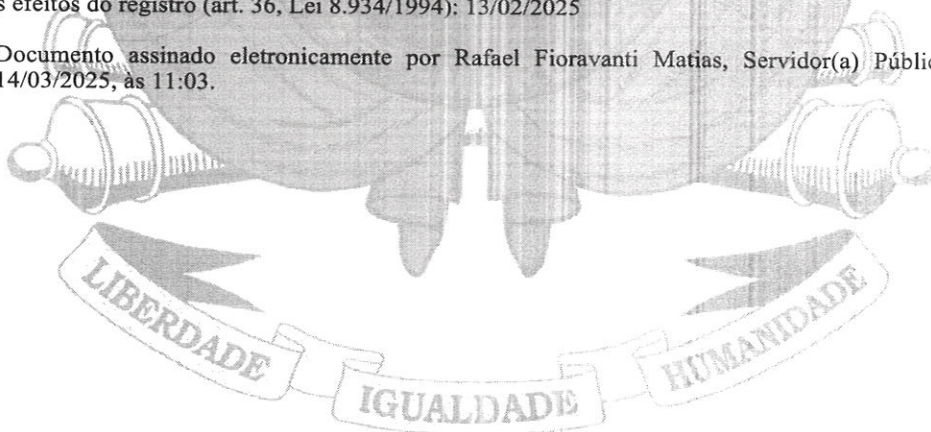 s efeitos do registro (art. 36, Lei 8.934/1994): 13/02/2025
Documento assinado eletronicamente por Rafael Fioravanti Matias, Servidor(a) Públic
14/03/2025, às 11:03.
LIBERDADE
IGUALDADE
HUMANIDADE